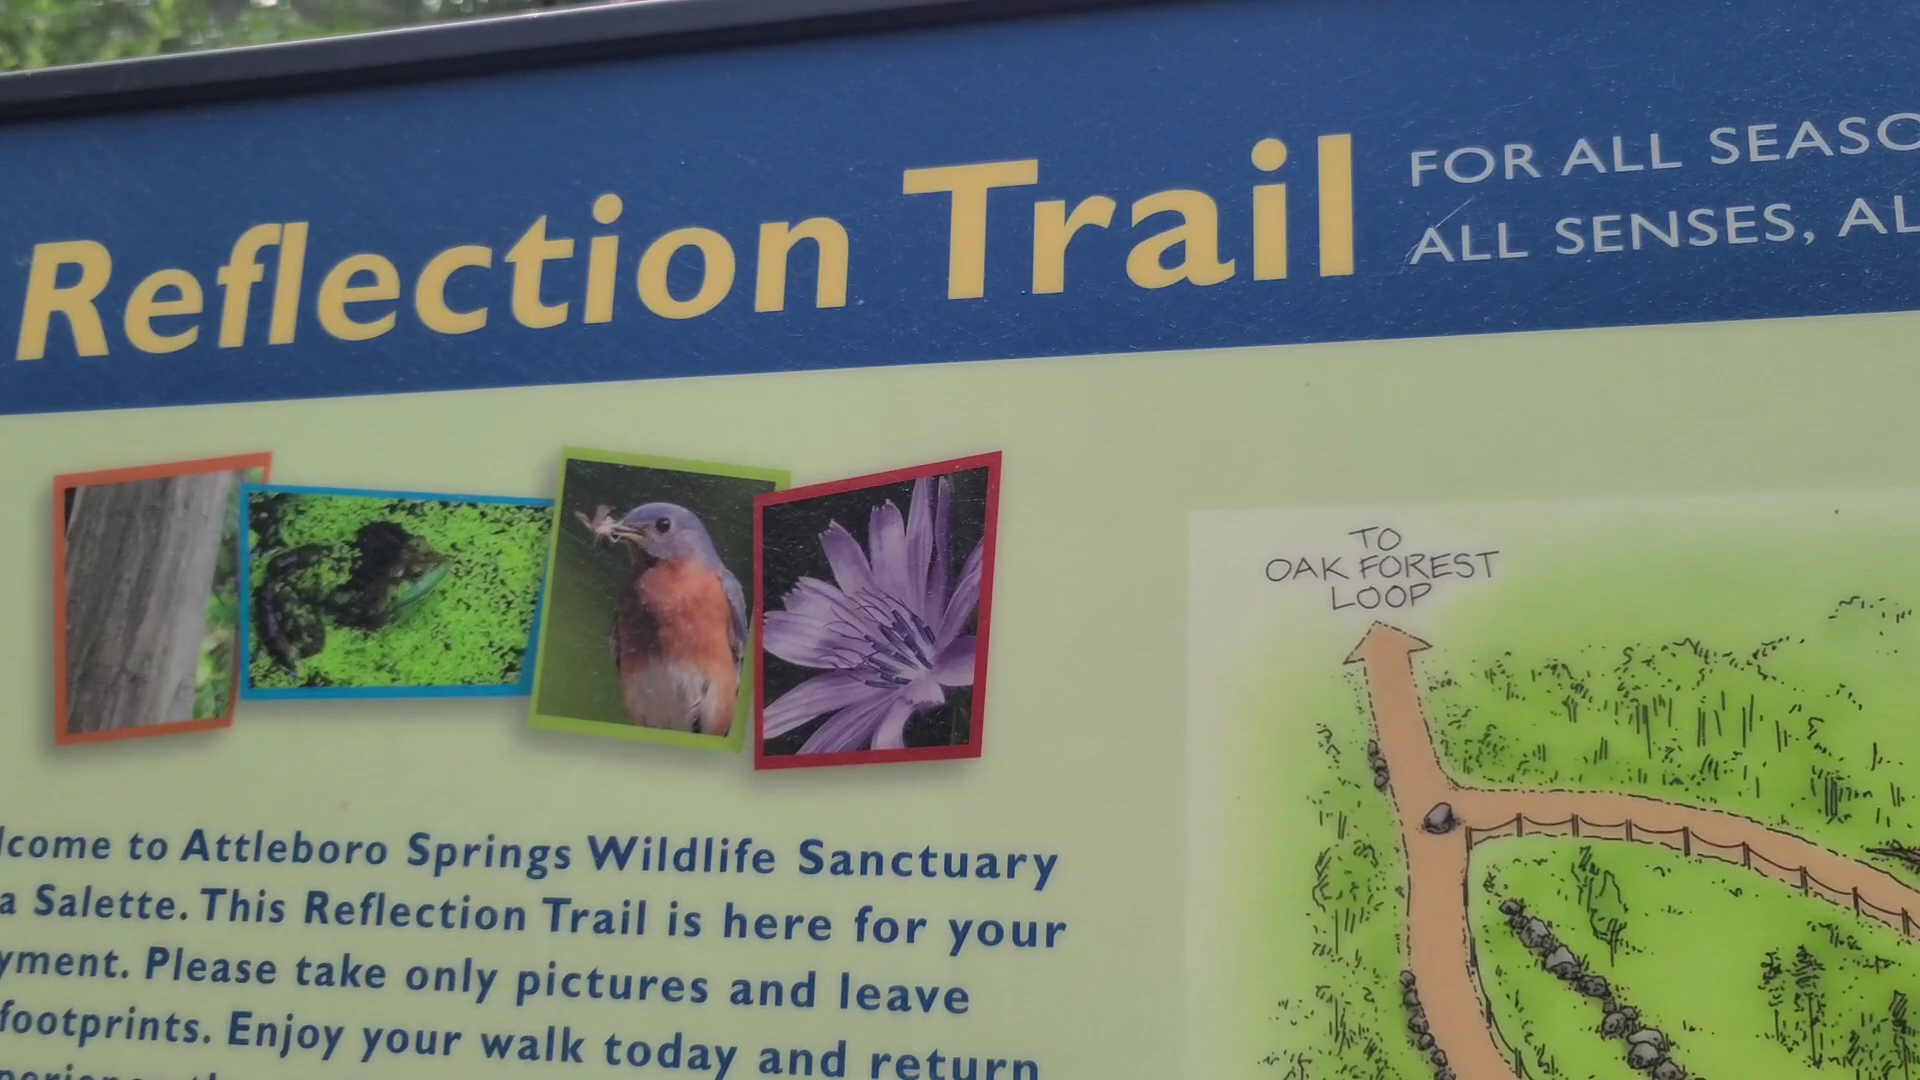 Reflection Trail
FOR ALL SEASO
ALL SENSES, AL
TO
OAK FOREST
LOOP
lcome to Attleboro Springs Wildlife Sanctuary
a Salette. This Reflection Trail is here for your
yment. Please take only pictures and leave
footprints. Enjoy your walk today and return